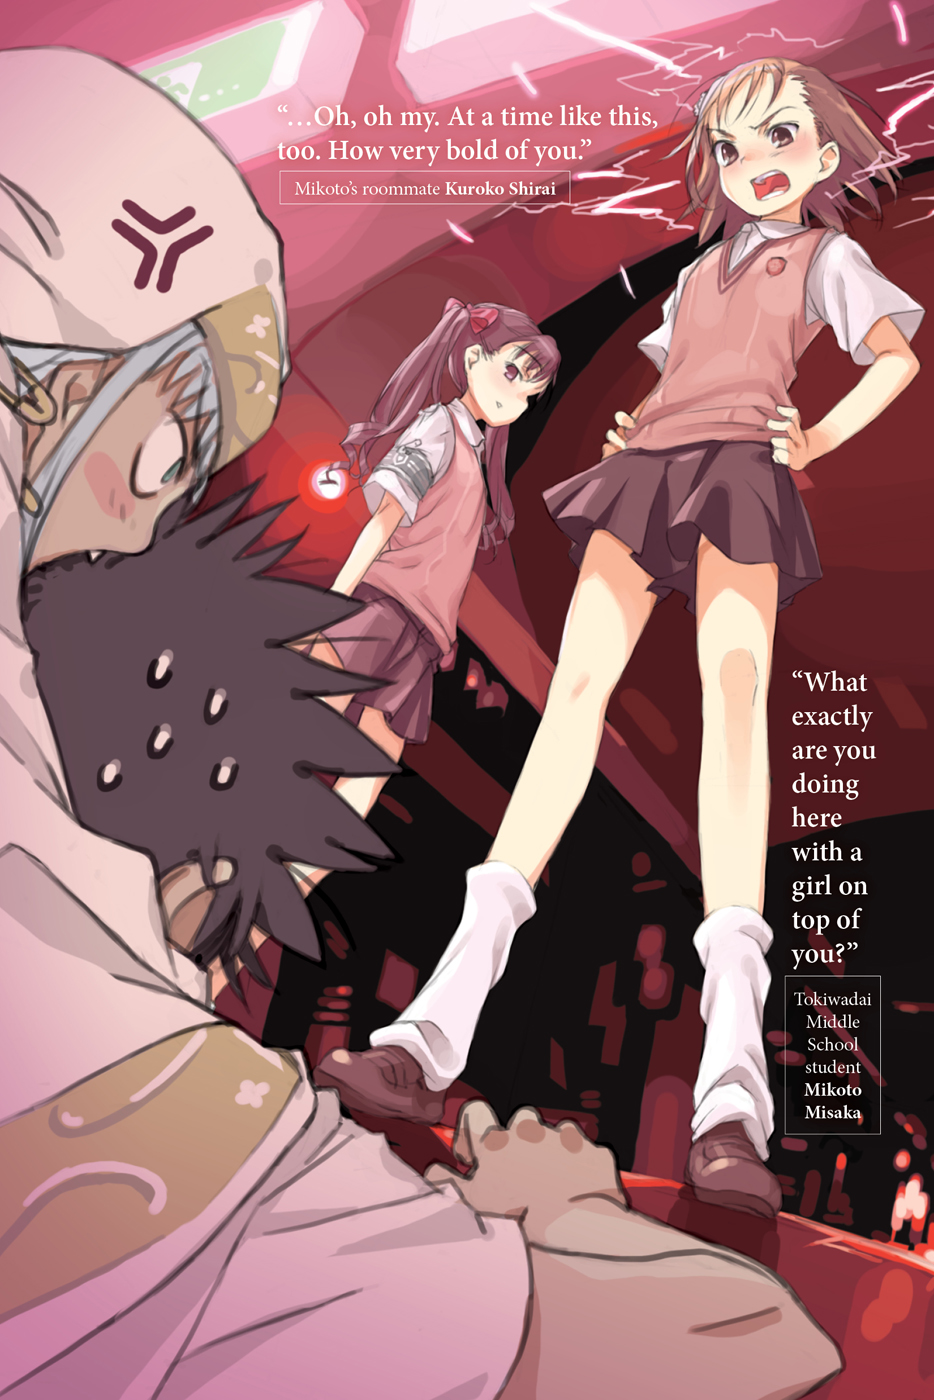 “…Oh, oh my. At a time like this,
too. How very bold of you.”
Mikoto’s roommate Kuroko Shirai
“What
exactly
are you
doing
here
with a
girl on
top of
you?”
Tokiwadai
Middle
School
student
Mikoto
Misaka